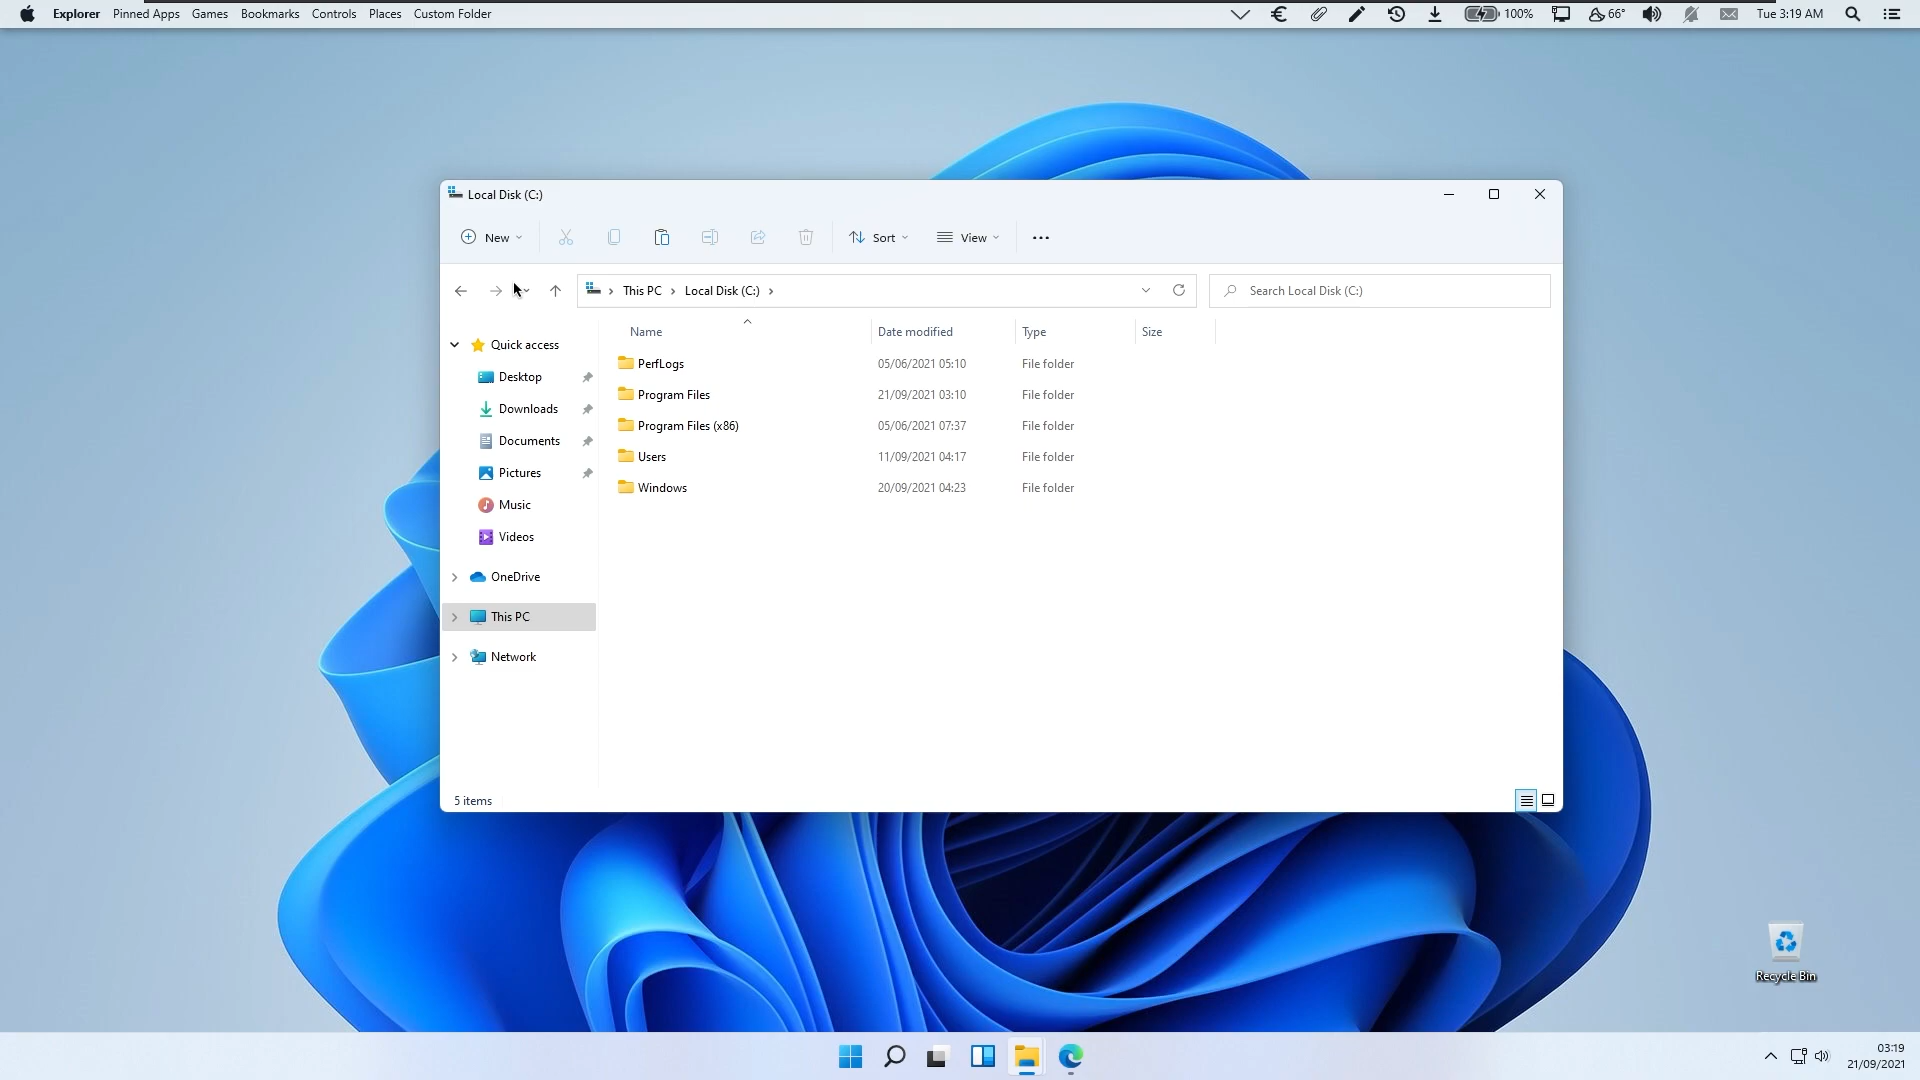 Explorer Pinned Apps Games Bookmarks Controls Places Custom Folder
€ 100% 66° Tue 3:19 AM
Local Disk (C:)
New Sort View
This PC Local Disk (C:) Search Local Disk (C:)
Name Date modified Type Size
Quick access
Desktop
Downloads
Documents
Pictures
Music
Videos
OneDrive
This PC
Network
PerfLogs 05/06/2021 05:10 File folder
Program Files 21/09/2021 03:10 File folder
Program Files (x86) 05/06/2021 07:37 File folder
Users 11/09/2021 04:17 File folder
Windows 20/09/2021 04:23 File folder
5 items
Recycle Bin
03:19
21/09/2021